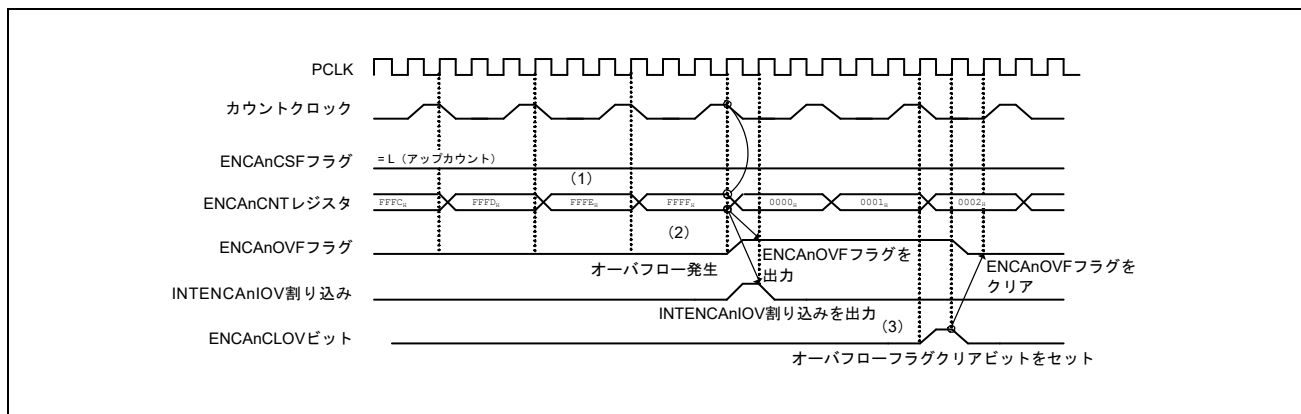 PCLK
カウントクロック
ENCAnCSFフラグ
= L（アップカウント）
（1）
ENCAnCNTレジスタ
FFFCH
FFFDH
FFFEH
FFFFH
0000H
0001H
0002H
（2）
ENCAnOVFフラグ
オーバフロー発生
ENCAnOVFフラグを
出力
ENCAnOVFフラグを
クリア
INTENCAnIOV割り込み
INTENCAnIOV割り込みを出力
（3）
ENCAnCLOVビット
オーバフローフラグクリアビットをセット